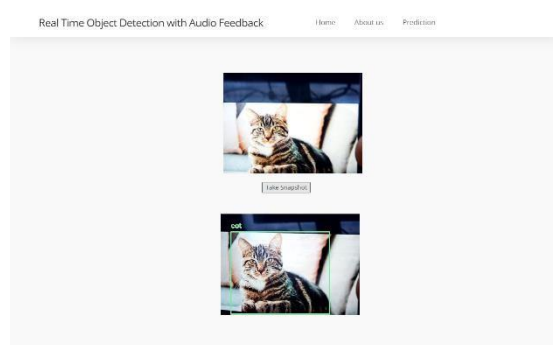 Real Time Object Detection with Audio Feedback Home About us Prediction
Take Snapshot
cat